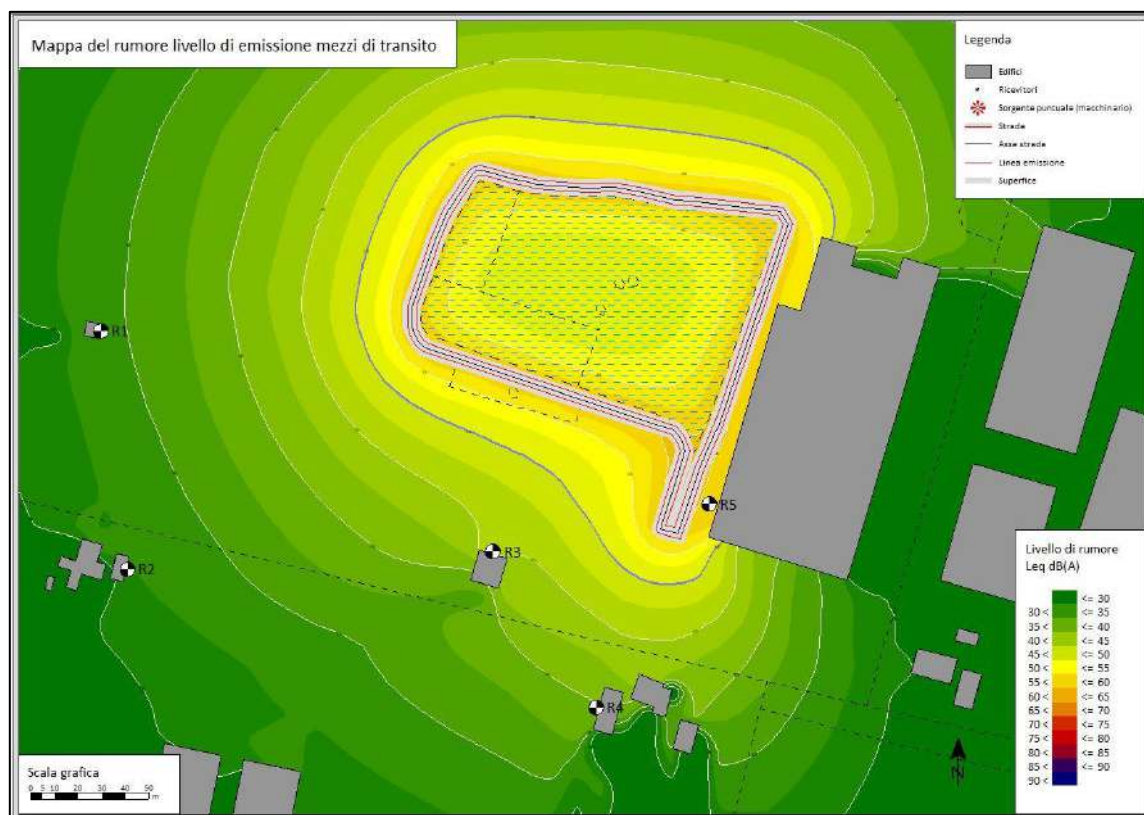 Mappa del rumore livello di emissione mezzi di transito
Legenda
Edifici
Ricevitori
Sorgente puntuale (macchinario)
Strade
Asse strade
Linea emissione
Superfice
R1
R2
R3
R4
R5
N
Livello di rumore
Leq dB(A)
<= 30
30 < <= 35
35 < <= 40
40 < <= 45
45 < <= 50
50 < <= 55
55 < <= 60
60 < <= 65
65 < <= 70
70 < <= 75
75 < <= 80
80 < <= 85
85 < <= 90
90 <
Scala grafica
0 5 10 20 30 40 50
m